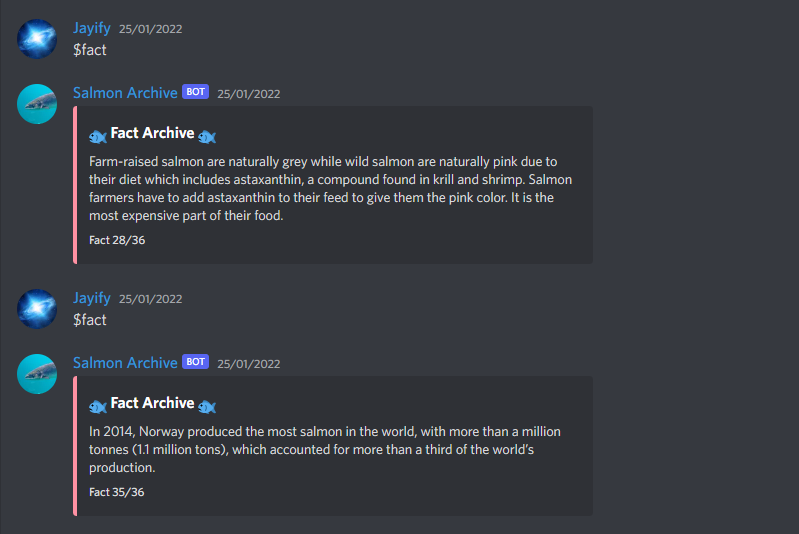 Jayify 25/01/2022
$fact
Salmon Archive BOT 25/01/2022
Fact Archive
Farm-raised salmon are naturally grey while wild salmon are naturally pink due to
their diet which includes astaxanthin, a compound found in krill and shrimp. Salmon
farmers have to add astaxanthin to their feed to give them the pink color. It is the
most expensive part of their food.
Fact 28/36
Jayify 25/01/2022
$fact
Salmon Archive BOT 25/01/2022
Fact Archive
In 2014, Norway produced the most salmon in the world, with more than a million
tonnes (1.1 million tons), which accounted for more than a third of the world’s
production.
Fact 35/36